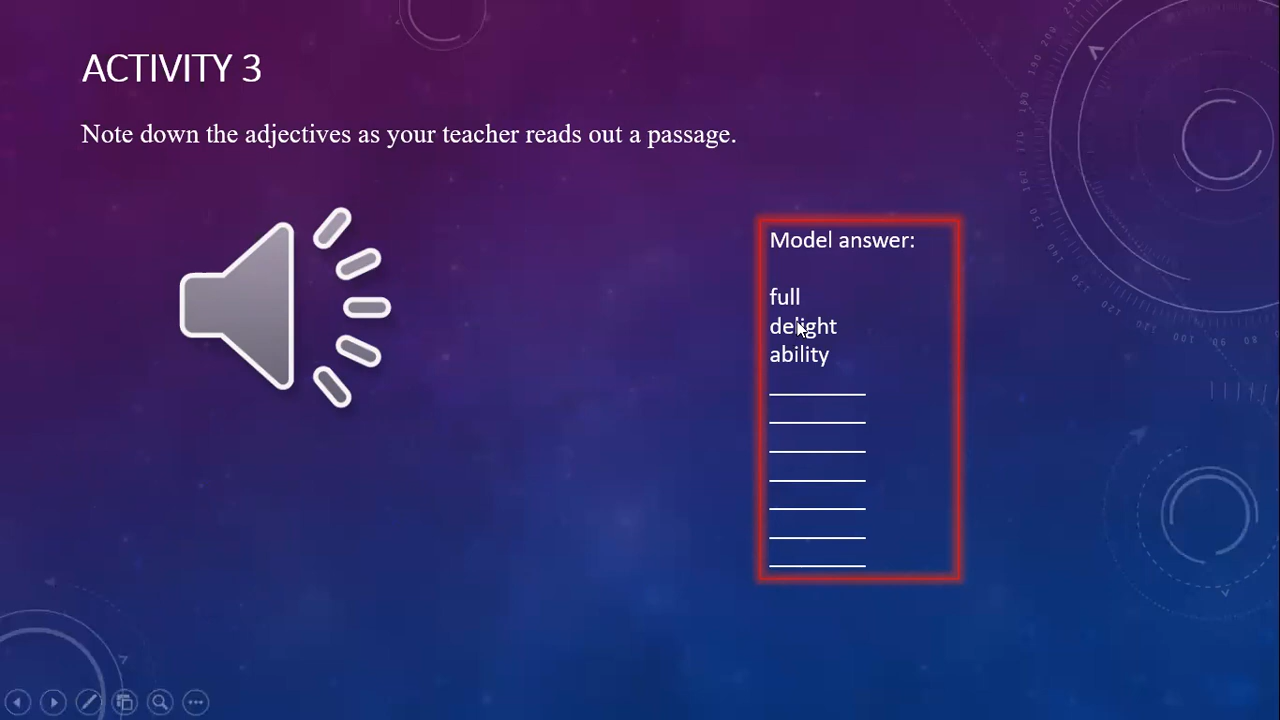 ACTIVITY 3
Note down the adjectives as your teacher reads out a passage.
Model answer:
full
delight
ability